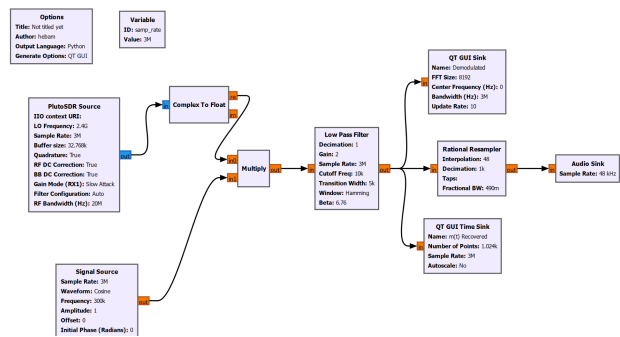 Options
Title: Not titled yet
Author: hebam
Output Language: Python
Generate Options: QT GUI
Variable
ID: samp_rate
Value: 3M
PlutoSDR Source
IIO context URI:
LO Frequency: 2.4G
Sample Rate: 3M
Buffer size: 32.768k
Quadrature: True
RF DC Correction: True
BB DC Correction: True
Gain Mode (RX1): Slow Attack
Filter Configuration: Auto
RF Bandwidth (Hz): 20M
out
in
Complex To Float
re
im
Signal Source
Sample Rate: 3M
Waveform: Cosine
Frequency: 300k
Amplitude: 1
Offset: 0
Initial Phase (Radians): 0
out
in0
in1
Multiply
out
in
Low Pass Filter
Decimation: 1
Gain: 2
Sample Rate: 3M
Cutoff Freq: 10k
Transition Width: 5k
Window: Hamming
Beta: 6.76
out
in
QT GUI Sink
Name: Demodulated
FFT Size: 8192
Center Frequency (Hz): 0
Bandwidth (Hz): 3M
Update Rate: 10
in
Rational Resampler
Interpolation: 48
Decimation: 1k
Taps:
Fractional BW: 490m
out
in
Audio Sink
Sample Rate: 48 kHz
in
QT GUI Time Sink
Name: m(t) Recovered
Number of Points: 1.024k
Sample Rate: 3M
Autoscale: No